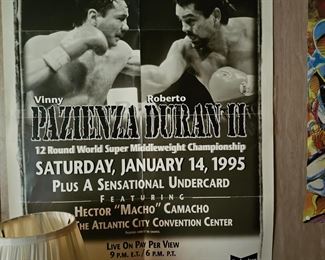 Vinny Roberto
PAZIENZA DURAN II
12 Round World Super Middleweight Championship
SATURDAY, JANUARY 14, 1995
PLUS A SENSATIONAL UNDERCARD
FEATURING
HECTOR "MACHO" CAMACHO
THE ATLANTIC CITY CONVENTION CENTER
LIVE ON PAY PER VIEW
9 P.M. E.T./ 6 P.M. P.T.